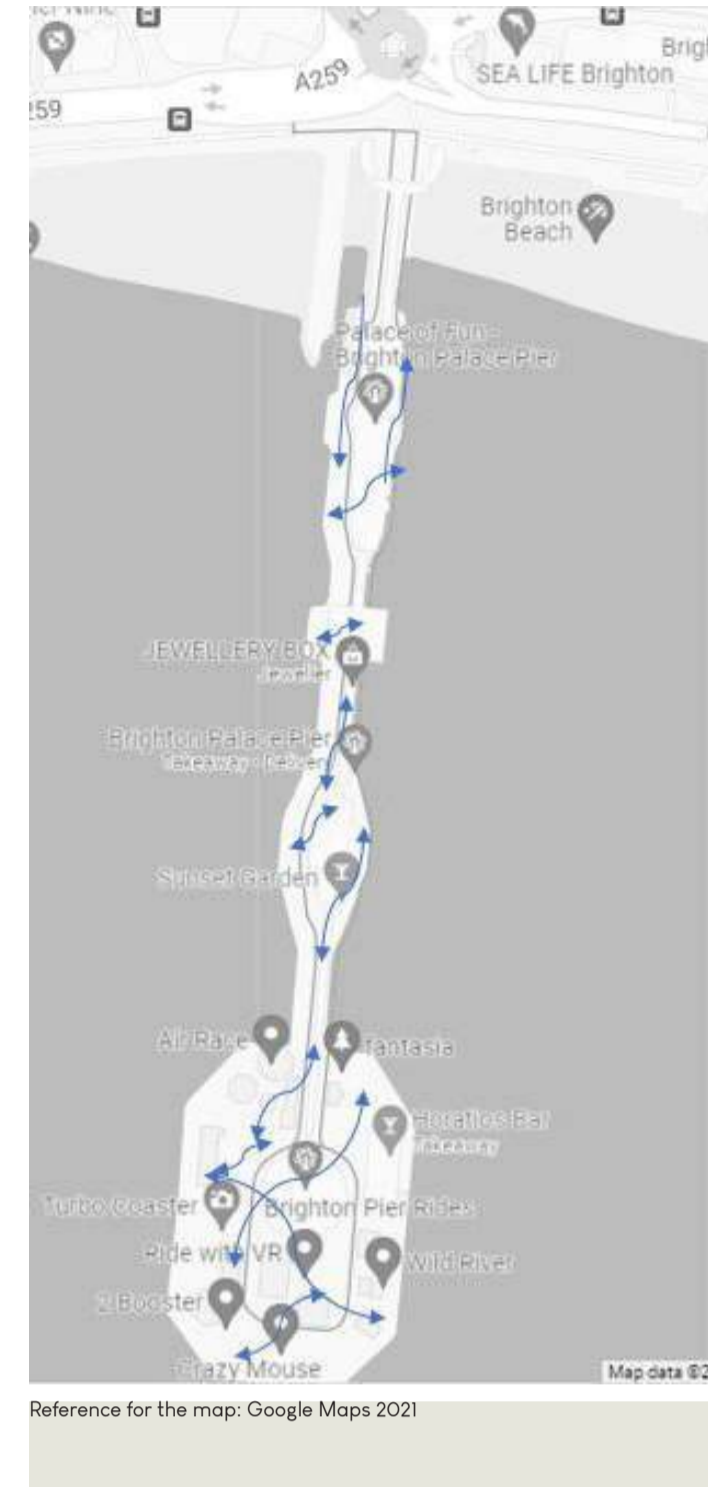 A259
SEA LIFE Brighton
259
Brighton
Beach
Palace of Fun -
Brighton Palace Pier
JEWELLERY BOX
Jeweller
Brighton Palace Pier
Takeaway
Sunset Garden
Air Race
fantasia
Horatios Bar
Takeaway
Turbo Coaster
Brighton Pier Rides
Ride with VR
Wild River
Booster
Crazy Mouse
Map data ©2
Reference for the map: Google Maps 2021